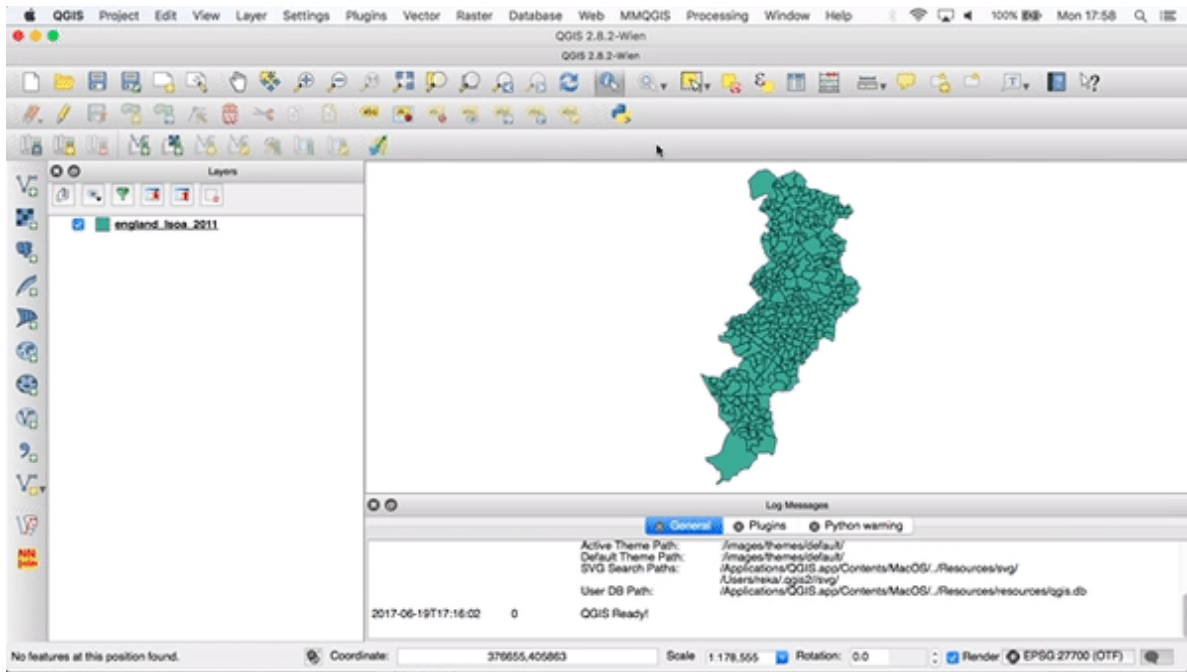 QGIS Project Edit View Layer Settings Plugins Vector Raster Database Web MMQGIS Processing Window Help 100% Mon 17:58
QGIS 2.8.2-Wien
QGIS 2.8.2-Wien
Layers
england_lsoa_2011
Log Messages
General Plugins Python warning
Active Theme Path: :/images/themes/default/
Default Theme Path: :/images/themes/default/
SVG Search Paths: /Applications/QGIS.app/Contents/MacOS/../Resources/svg/
/Users/reka/.qgis2//svg/
User DB Path: /Applications/QGIS.app/Contents/MacOS/../Resources/resources/qgis.db
2017-06-19T17:16:02 0 QGIS Ready!
No features at this position found. Coordinate: 376655,405863 Scale 1:178,555 Rotation: 0.0 Render EPSG:27700 (OTF)